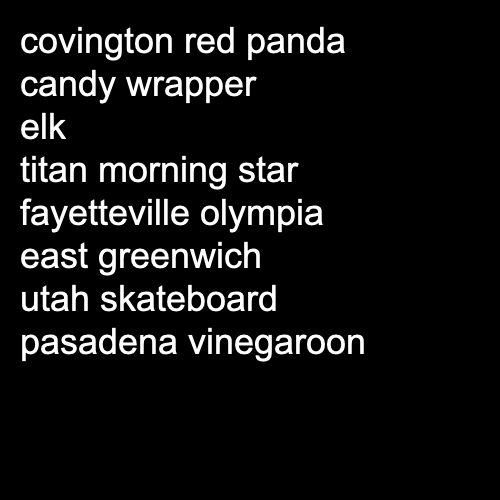 covington red panda
candy wrapper
elk
titan morning star
fayetteville olympia
east greenwich
utah skateboard
pasadena vinegaroon